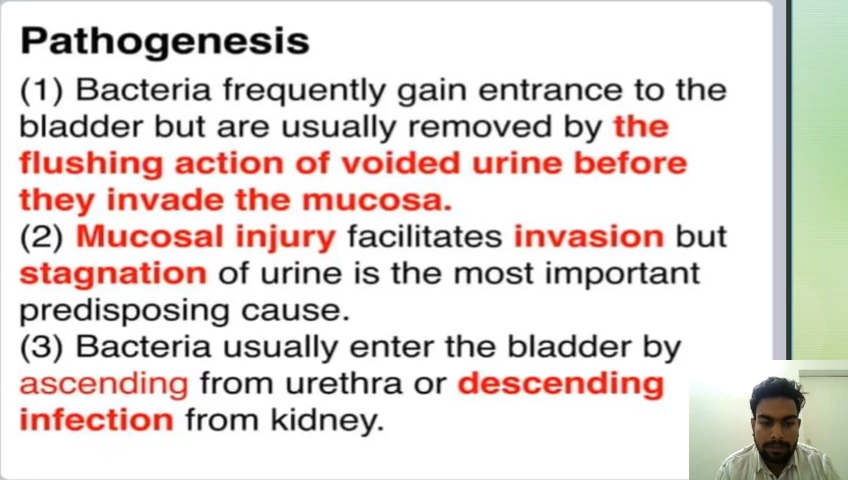 Pathogenesis
(1) Bacteria frequently gain entrance to the
bladder but are usually removed by the
flushing action of voided urine before
they invade the mucosa.
(2) Mucosal injury facilitates invasion but
stagnation of urine is the most important
predisposing cause.
(3) Bacteria usually enter the bladder by
ascending from urethra or descending
infection from kidney.